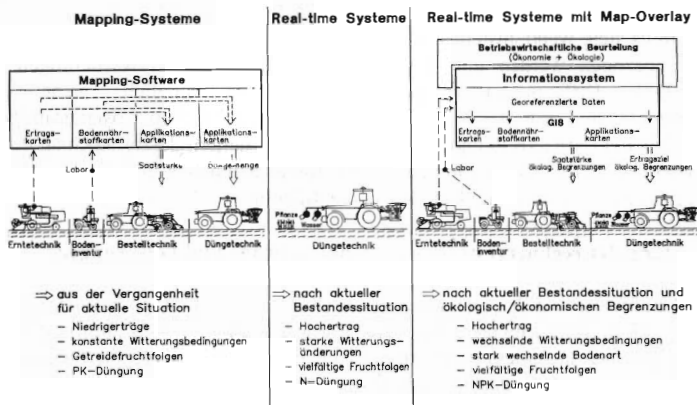 Mapping-Systeme
Mapping-Software
Ertrags-
karten
Bodennähr-
stoffkarten
Applikations-
karten
Applikations-
karten
Labor
Saatstärke
Düngemenge
Erntetechnik
Boden-
inventur
Bestelltechnik
Düngetechnik
⇒ aus der Vergangenheit
für aktuelle Situation
– Niedrigerträge
– konstante Witterungsbedingungen
– Getreidefruchtfolgen
– PK-Düngung
Real-time Systeme
Pflanze
Wasser
Düngetechnik
⇒ nach aktueller
Bestandessituation
– Hochertrag
– starke Witterungs-
änderungen
– vielfältige Fruchtfolgen
– N=Düngung
Real-time Systeme mit Map-Overlay
Betriebswirtschaftliche Beurteilung
(Ökonomie → Ökologie)
Informationssystem
Georeferenzierte Daten
GIS
Ertrags-
karten
Bodennähr-
stoffkarten
Applikations-
karten
Labor
Saatstärke
ökolog. Begrenzungen
Ertragsziel
ökolog. Begrenzungen
Pflanze
Wasser
Erntetechnik
Boden-
inventur
Bestelltechnik
Düngetechnik
⇒ nach aktueller Bestandessituation und
ökologisch/ökonomischen Begrenzungen
– Hochertrag
– wechselnde Witterungsbedingungen
– stark wechselnde Bodenart
– vielfältige Fruchtfolgen
– NPK-Düngung